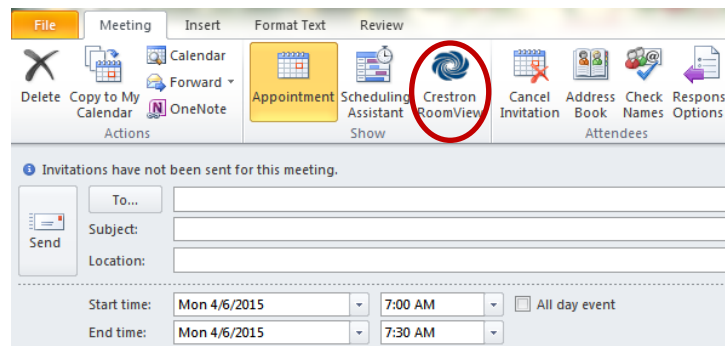 File Meeting Insert Format Text Review
Delete
Copy to My
Calendar
Calendar
Forward
OneNote
Actions
Appointment
Scheduling
Assistant
Crestron
RoomView
Show
Cancel
Invitation
Address
Book
Check
Names
Respons
Options
Attendees
Invitations have not been sent for this meeting.
Send
To...
Subject:
Location:
Start time: Mon 4/6/2015 7:00 AM All day event
End time: Mon 4/6/2015 7:30 AM